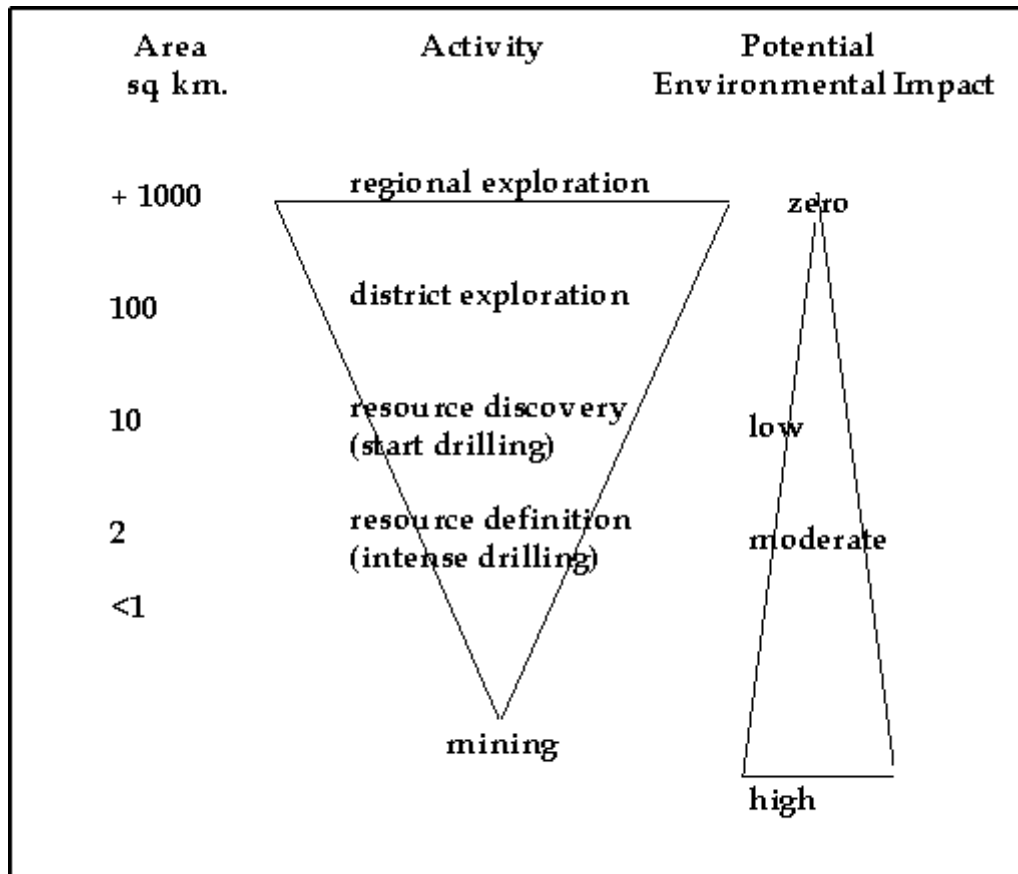 Area
sq km.
Activity
Potential
Environmental Impact
+ 1000
regional exploration
zero
100
district exploration
10
resource discovery
(start drilling)
low
2
resource definition
(intense drilling)
moderate
<1
mining
high